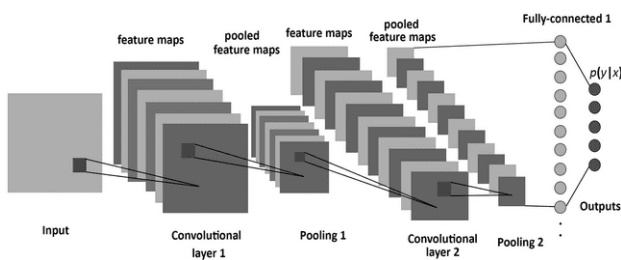 Fully-connected 1
feature maps
pooled
feature maps
feature maps
pooled
feature maps
p(y|x)
Input
Convolutional
layer 1
Pooling 1
Convolutional
layer 2
Pooling 2
Outputs